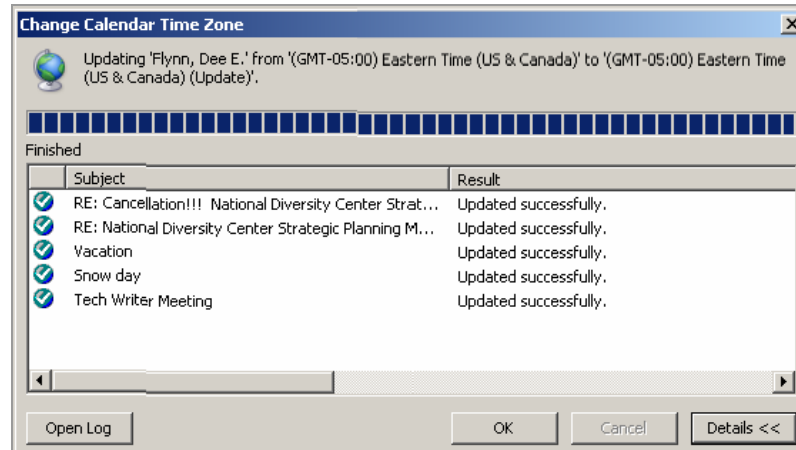 Change Calendar Time Zone
Updating 'Flynn, Dee E.' from '(GMT-05:00) Eastern Time (US & Canada)' to '(GMT-05:00) Eastern Time
(US & Canada) (Update)'.
Finished
Subject Result
RE: Cancellation!!! National Diversity Center Strat... Updated successfully.
RE: National Diversity Center Strategic Planning M... Updated successfully.
Vacation Updated successfully.
Snow day Updated successfully.
Tech Writer Meeting Updated successfully.
Open Log OK Cancel Details <<